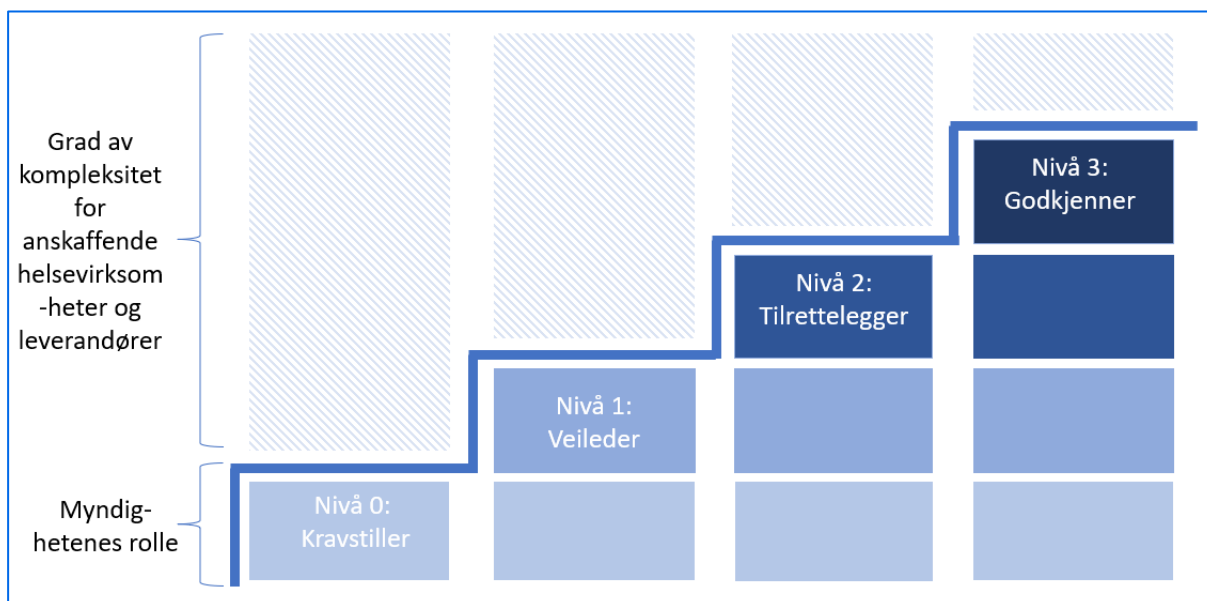 Grad av
kompleksitet
for
anskaffende
helsevirksom
-heter og
leverandører
Myndig-
hetenes rolle
Nivå 0:
Kravstiller
Nivå 1:
Veileder
Nivå 2:
Tilrettelegger
Nivå 3:
Godkjenner